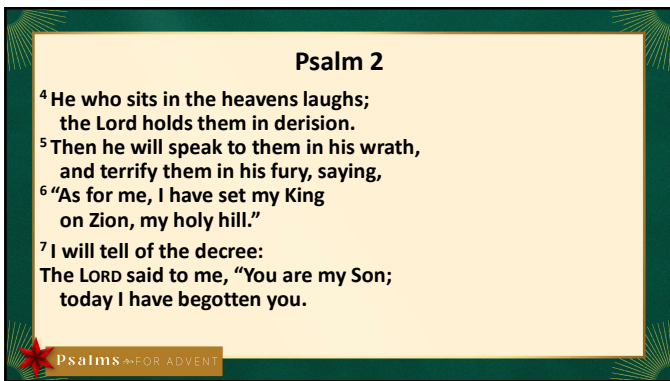 Psalm 2
4 He who sits in the heavens laughs;
the Lord holds them in derision.
5 Then he will speak to them in his wrath,
and terrify them in his fury, saying,
6 “As for me, I have set my King
on Zion, my holy hill.”
7 I will tell of the decree:
The LORD said to me, “You are my Son;
today I have begotten you.
Psalms FOR ADVENT